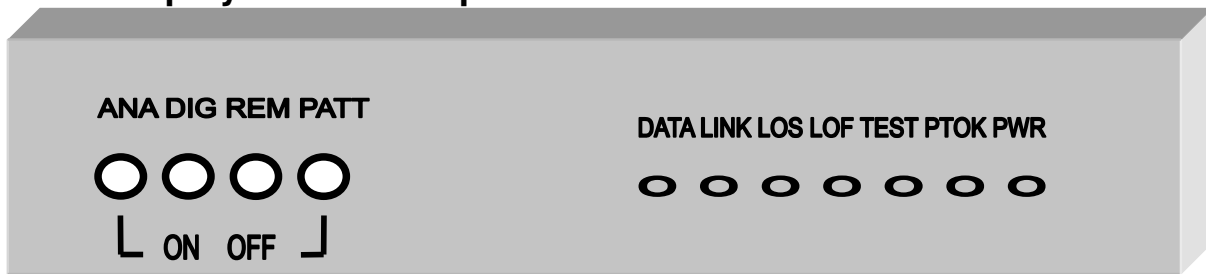 ANA DIG REM PATT
DATA LINK LOS LOF TEST PTOK PWR
ON OFF